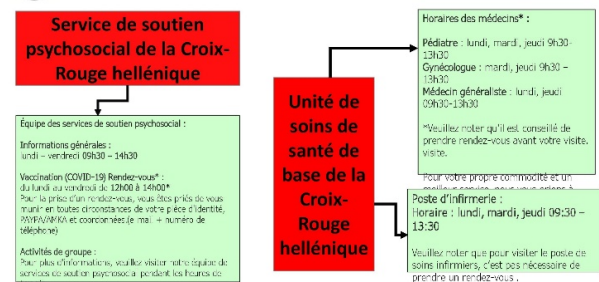 Service de soutien
psychosocial de la Croix-
Rouge hellénique
Équipe des services de soutien psychosocial :
Informations générales :
lundi – vendredi 09h30 – 14h30
Vaccination (COVID-19) Rendez-vous* :
du lundi au vendredi de 12h00 à 14h00*
Pour la prise d'un rendez-vous, vous êtes priés de vous
munir en toutes circonstances de votre pièce d'identité,
PAYPA/AMKA et coordonnées (e mail + numéro de
téléphone)
Activités de groupe :
Pour plus d'informations, veuillez visiter notre équipe de
services de soutien psychosocial pendant les heures de
Unité de
soins de
santé de
base de la
Croix-
Rouge
hellénique
Horaires des médecins* :
Pédiatre : lundi, mardi, jeudi 9h30-
13h30
Gynécologue : mardi, jeudi 9h30 –
13h30
Médecin généraliste : lundi, jeudi
09h30-13h30
*Veuillez noter qu'il est conseillé de
prendre rendez-vous avant votre visite.
visite.
Pour votre propre commodité et un
Poste d'infirmerie :
Horaire : lundi, mardi, jeudi 09:30 –
13:30
Veuillez noter que pour visiter le poste de
soins infirmiers, c'est pas nécessaire de
prendre un rendez-vous .